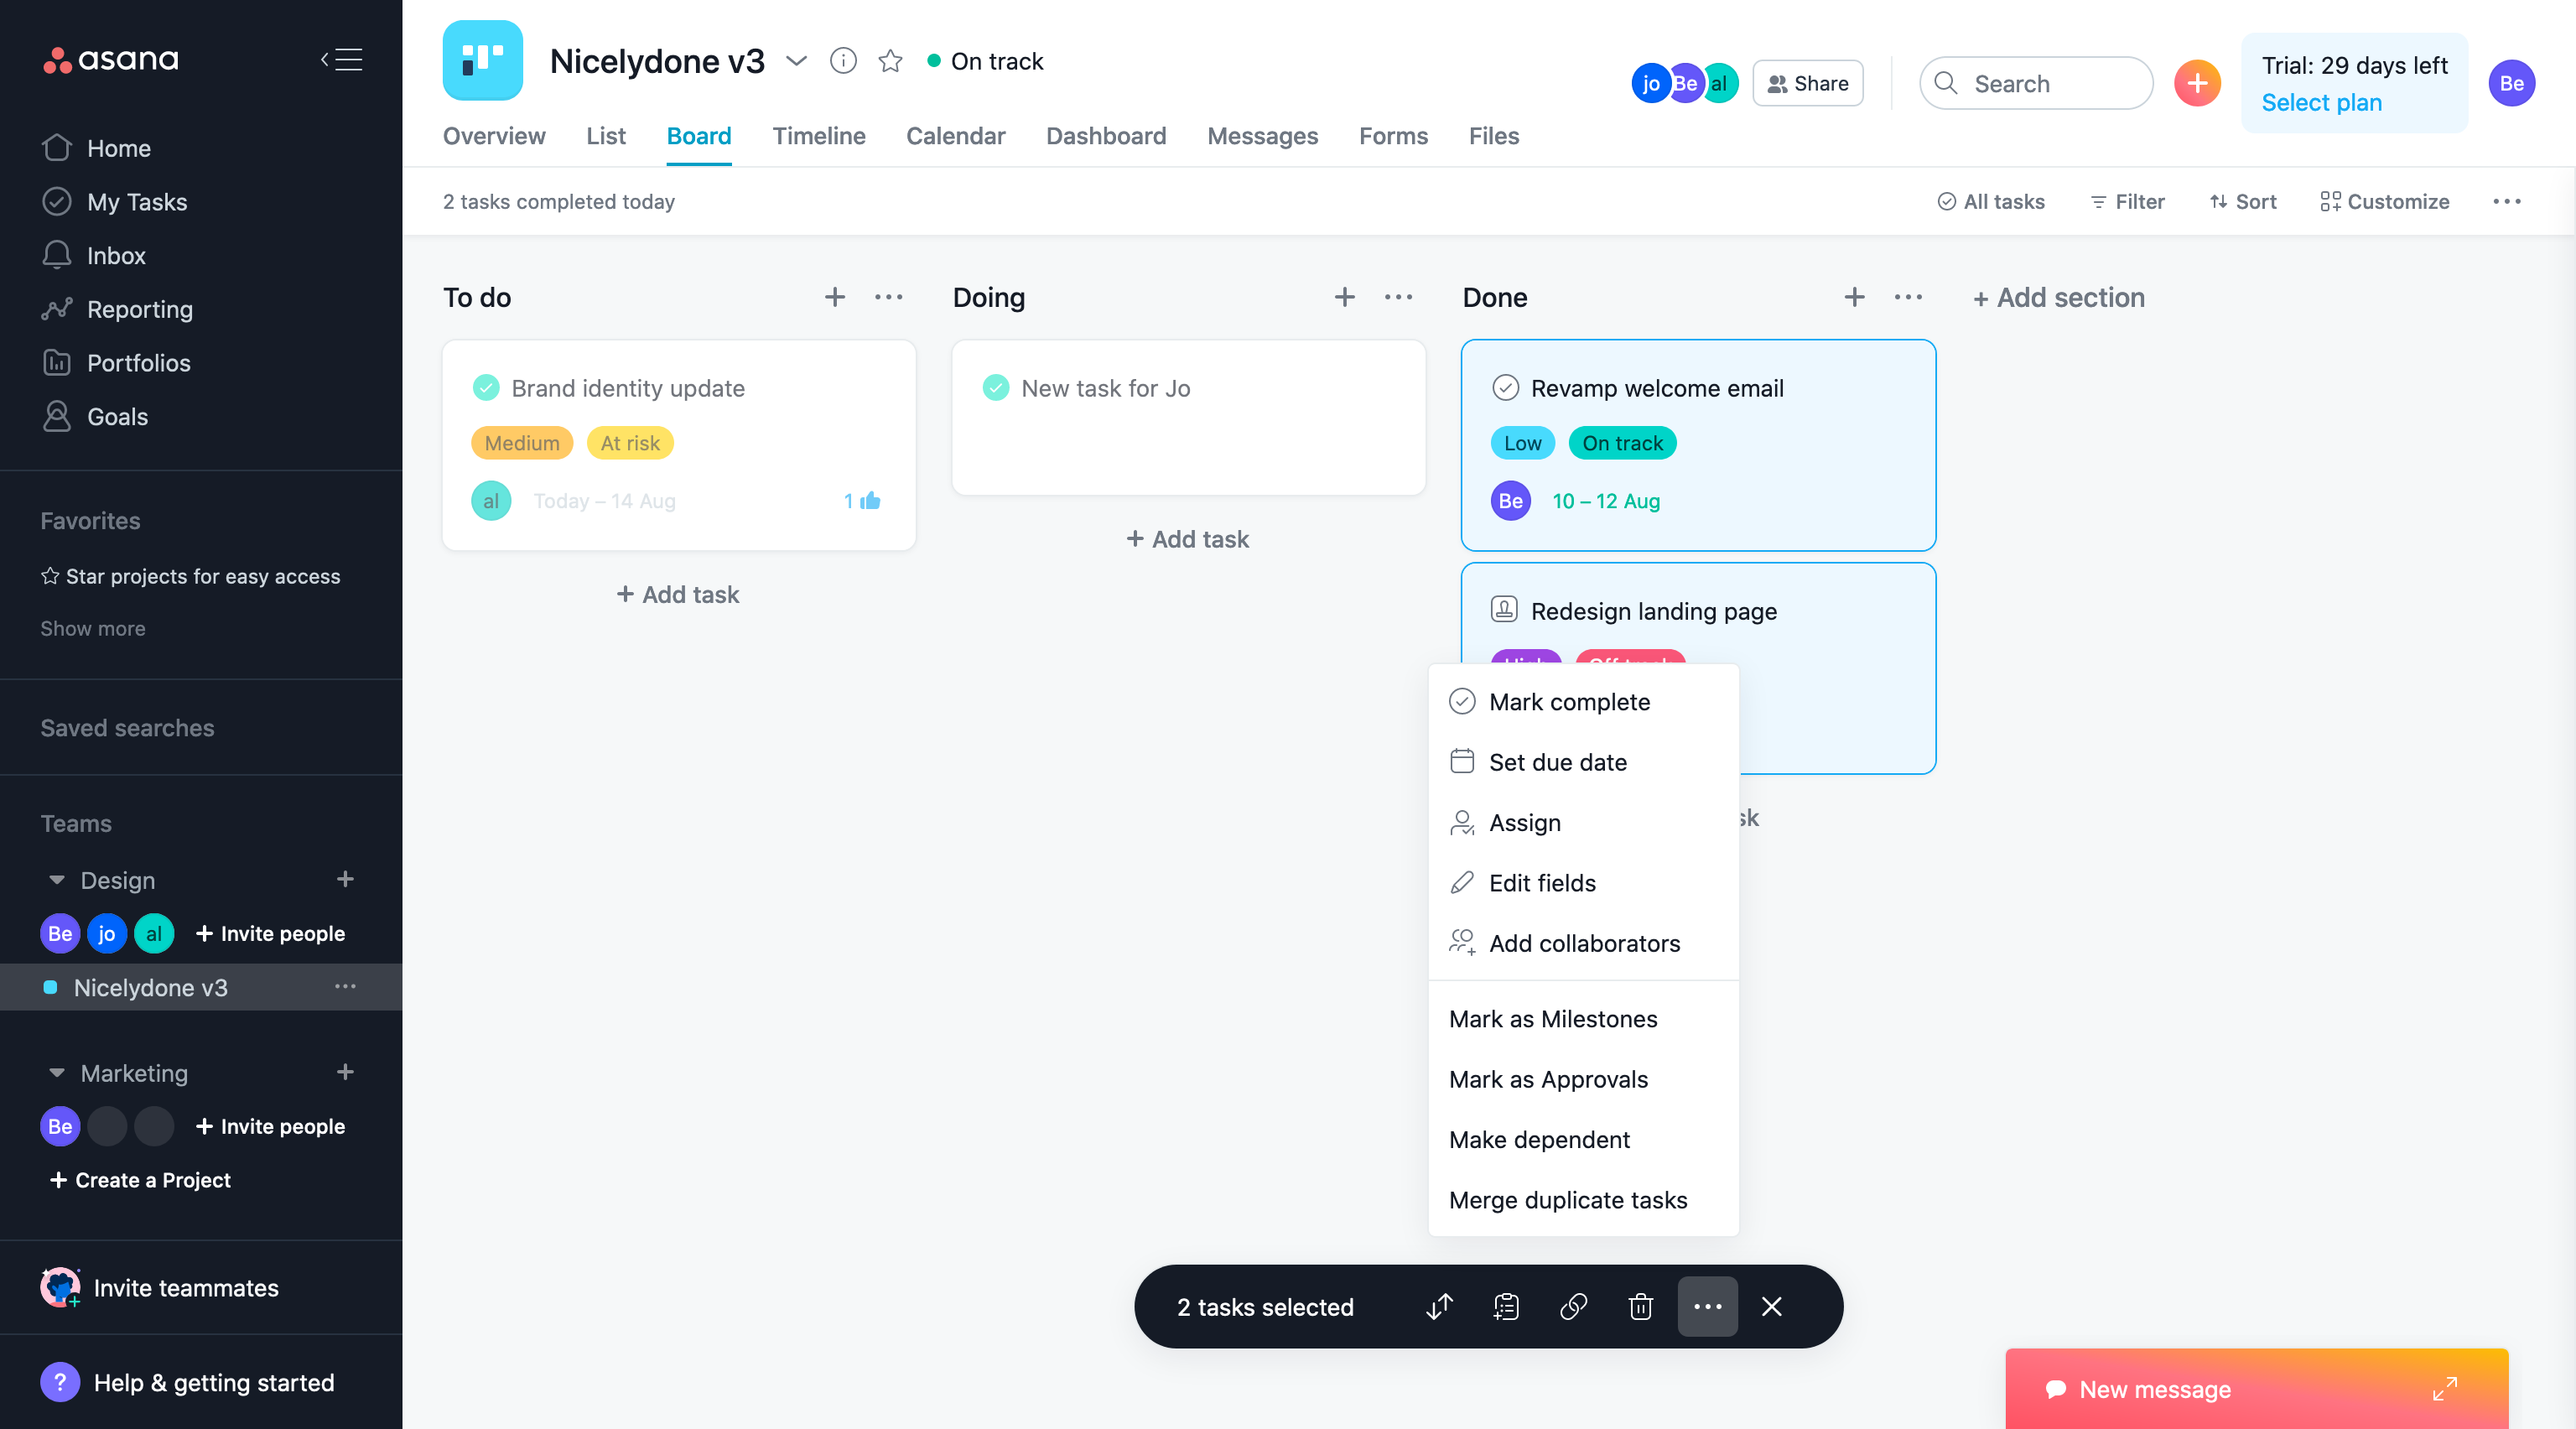 asana
Home
My Tasks
Inbox
Reporting
Portfolios
Goals
Favorites
Star projects for easy access
Show more
Saved searches
Teams
Design
Be jo al + Invite people
Nicelydone v3
Marketing
Be + Invite people
+ Create a Project
Invite teammates
? Help & getting started
Nicelydone v3 On track
Overview List Board Timeline Calendar Dashboard Messages Forms Files
jo Be al Share
Search
Trial: 29 days left
Select plan
Be
2 tasks completed today
All tasks Filter Sort Customize
To do
Brand identity update
Medium At risk
al Today – 14 Aug 1
+ Add task
Doing
New task for Jo
+ Add task
Done
Revamp welcome email
Low On track
Be 10 – 12 Aug
Redesign landing page
High Off track
sk
+ Add section
Mark complete
Set due date
Assign
Edit fields
Add collaborators
Mark as Milestones
Mark as Approvals
Make dependent
Merge duplicate tasks
2 tasks selected
New message